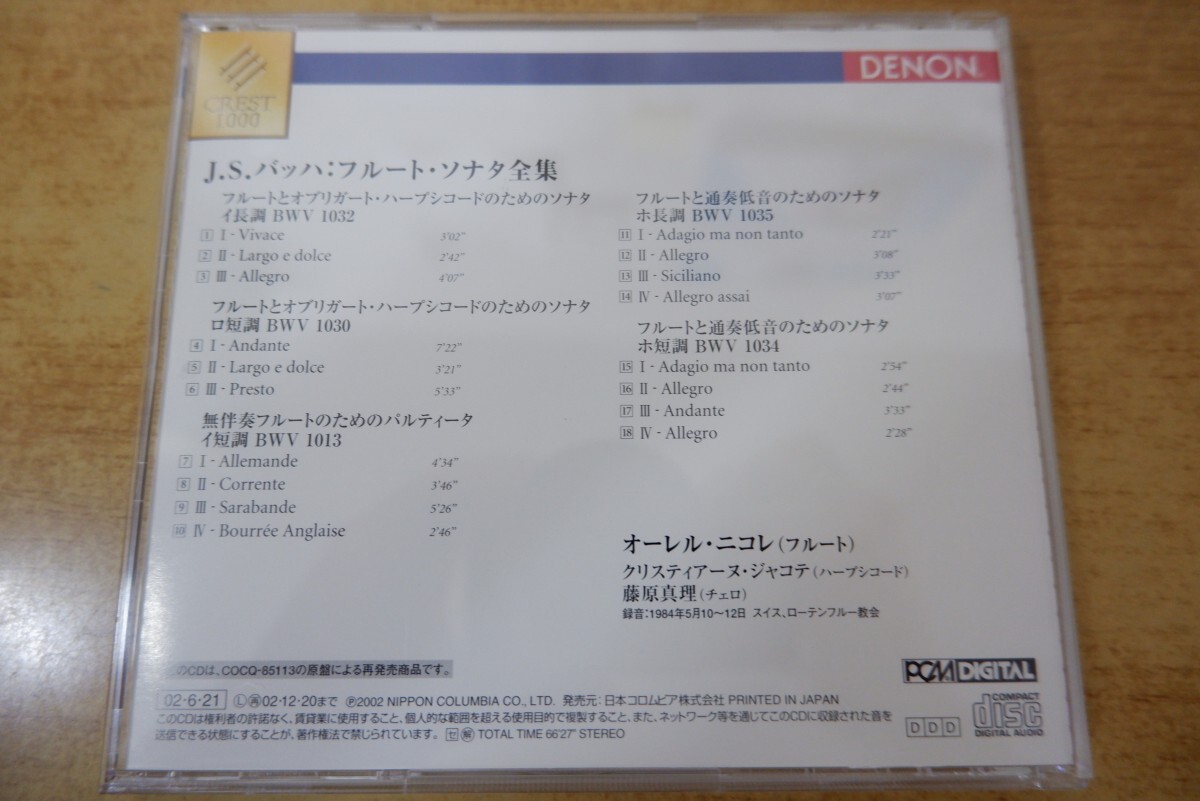 CREST
1000
DENON
J.S.バッハ：フルート・ソナタ全集
フルートとオブリガート・ハープシコードのためのソナタ
イ長調 BWV 1032
1 I - Vivace 3'02"
2 II - Largo e dolce 2'42"
3 III - Allegro 4'07"
フルートとオブリガート・ハープシコードのためのソナタ
ロ短調 BWV 1030
4 I - Andante 7'22"
5 II - Largo e dolce 3'21"
6 III - Presto 5'33"
無伴奏フルートのためのパルティータ
イ短調 BWV 1013
7 I - Allemande 4'34"
8 II - Corrente 3'46"
9 III - Sarabande 5'26"
10 IV - Bourrée Anglaise 2'46"
フルートと通奏低音のためのソナタ
ホ長調 BWV 1035
11 I - Adagio ma non tanto 2'21"
12 II - Allegro 3'08"
13 III - Siciliano 3'33"
14 IV - Allegro assai 3'07"
フルートと通奏低音のためのソナタ
ホ短調 BWV 1034
15 I - Adagio ma non tanto 2'54"
16 II - Allegro 2'44"
17 III - Andante 3'33"
18 IV - Allegro 2'28"
オーレル・ニコレ（フルート）
クリスティアーヌ・ジャコテ（ハープシコード）
藤原真理（チェロ）
録音：1984年5月10〜12日 スイス、ローテンフルー教会
このCDは、COCQ-85113の原盤による再発売商品です。
PCM DIGITAL
02・6・21 Ⓛ㊕02・12・20まで ℗2002 NIPPON COLUMBIA CO., LTD. 発売元：日本コロムビア株式会社 PRINTED IN JAPAN
このCDは権利者の許諾なく、賃貸業に使用すること、個人的な範囲を超える使用目的で複製すること、また、ネットワーク等を通じてこのCDに収録された音を
送信できる状態にすることが、著作権法で禁じられています。 セ 解 TOTAL TIME 66'27" STEREO
DDD
COMPACT
disc
DIGITAL AUDIO